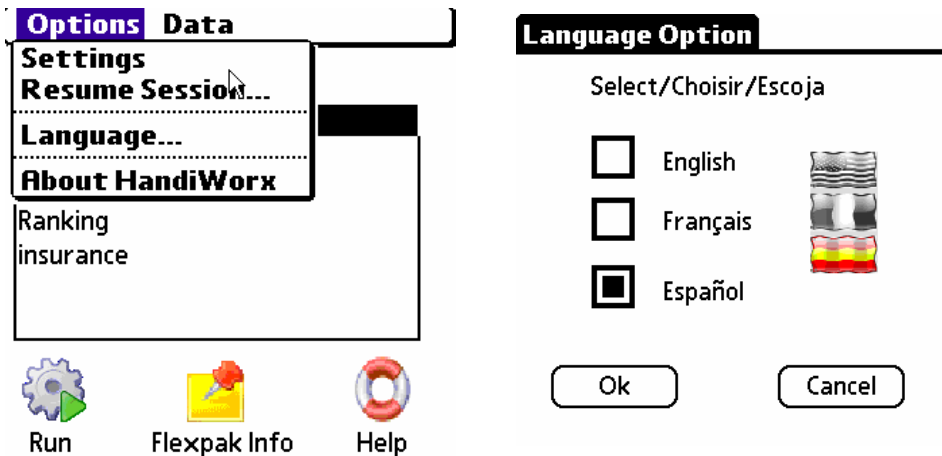 Options Data
Settings
Resume Session...
Language...
About HandiWorx
Ranking
insurance
Run
Flexpak Info
Help
Language Option
Select/Choisir/Escoja
English
Français
Español
Ok
Cancel